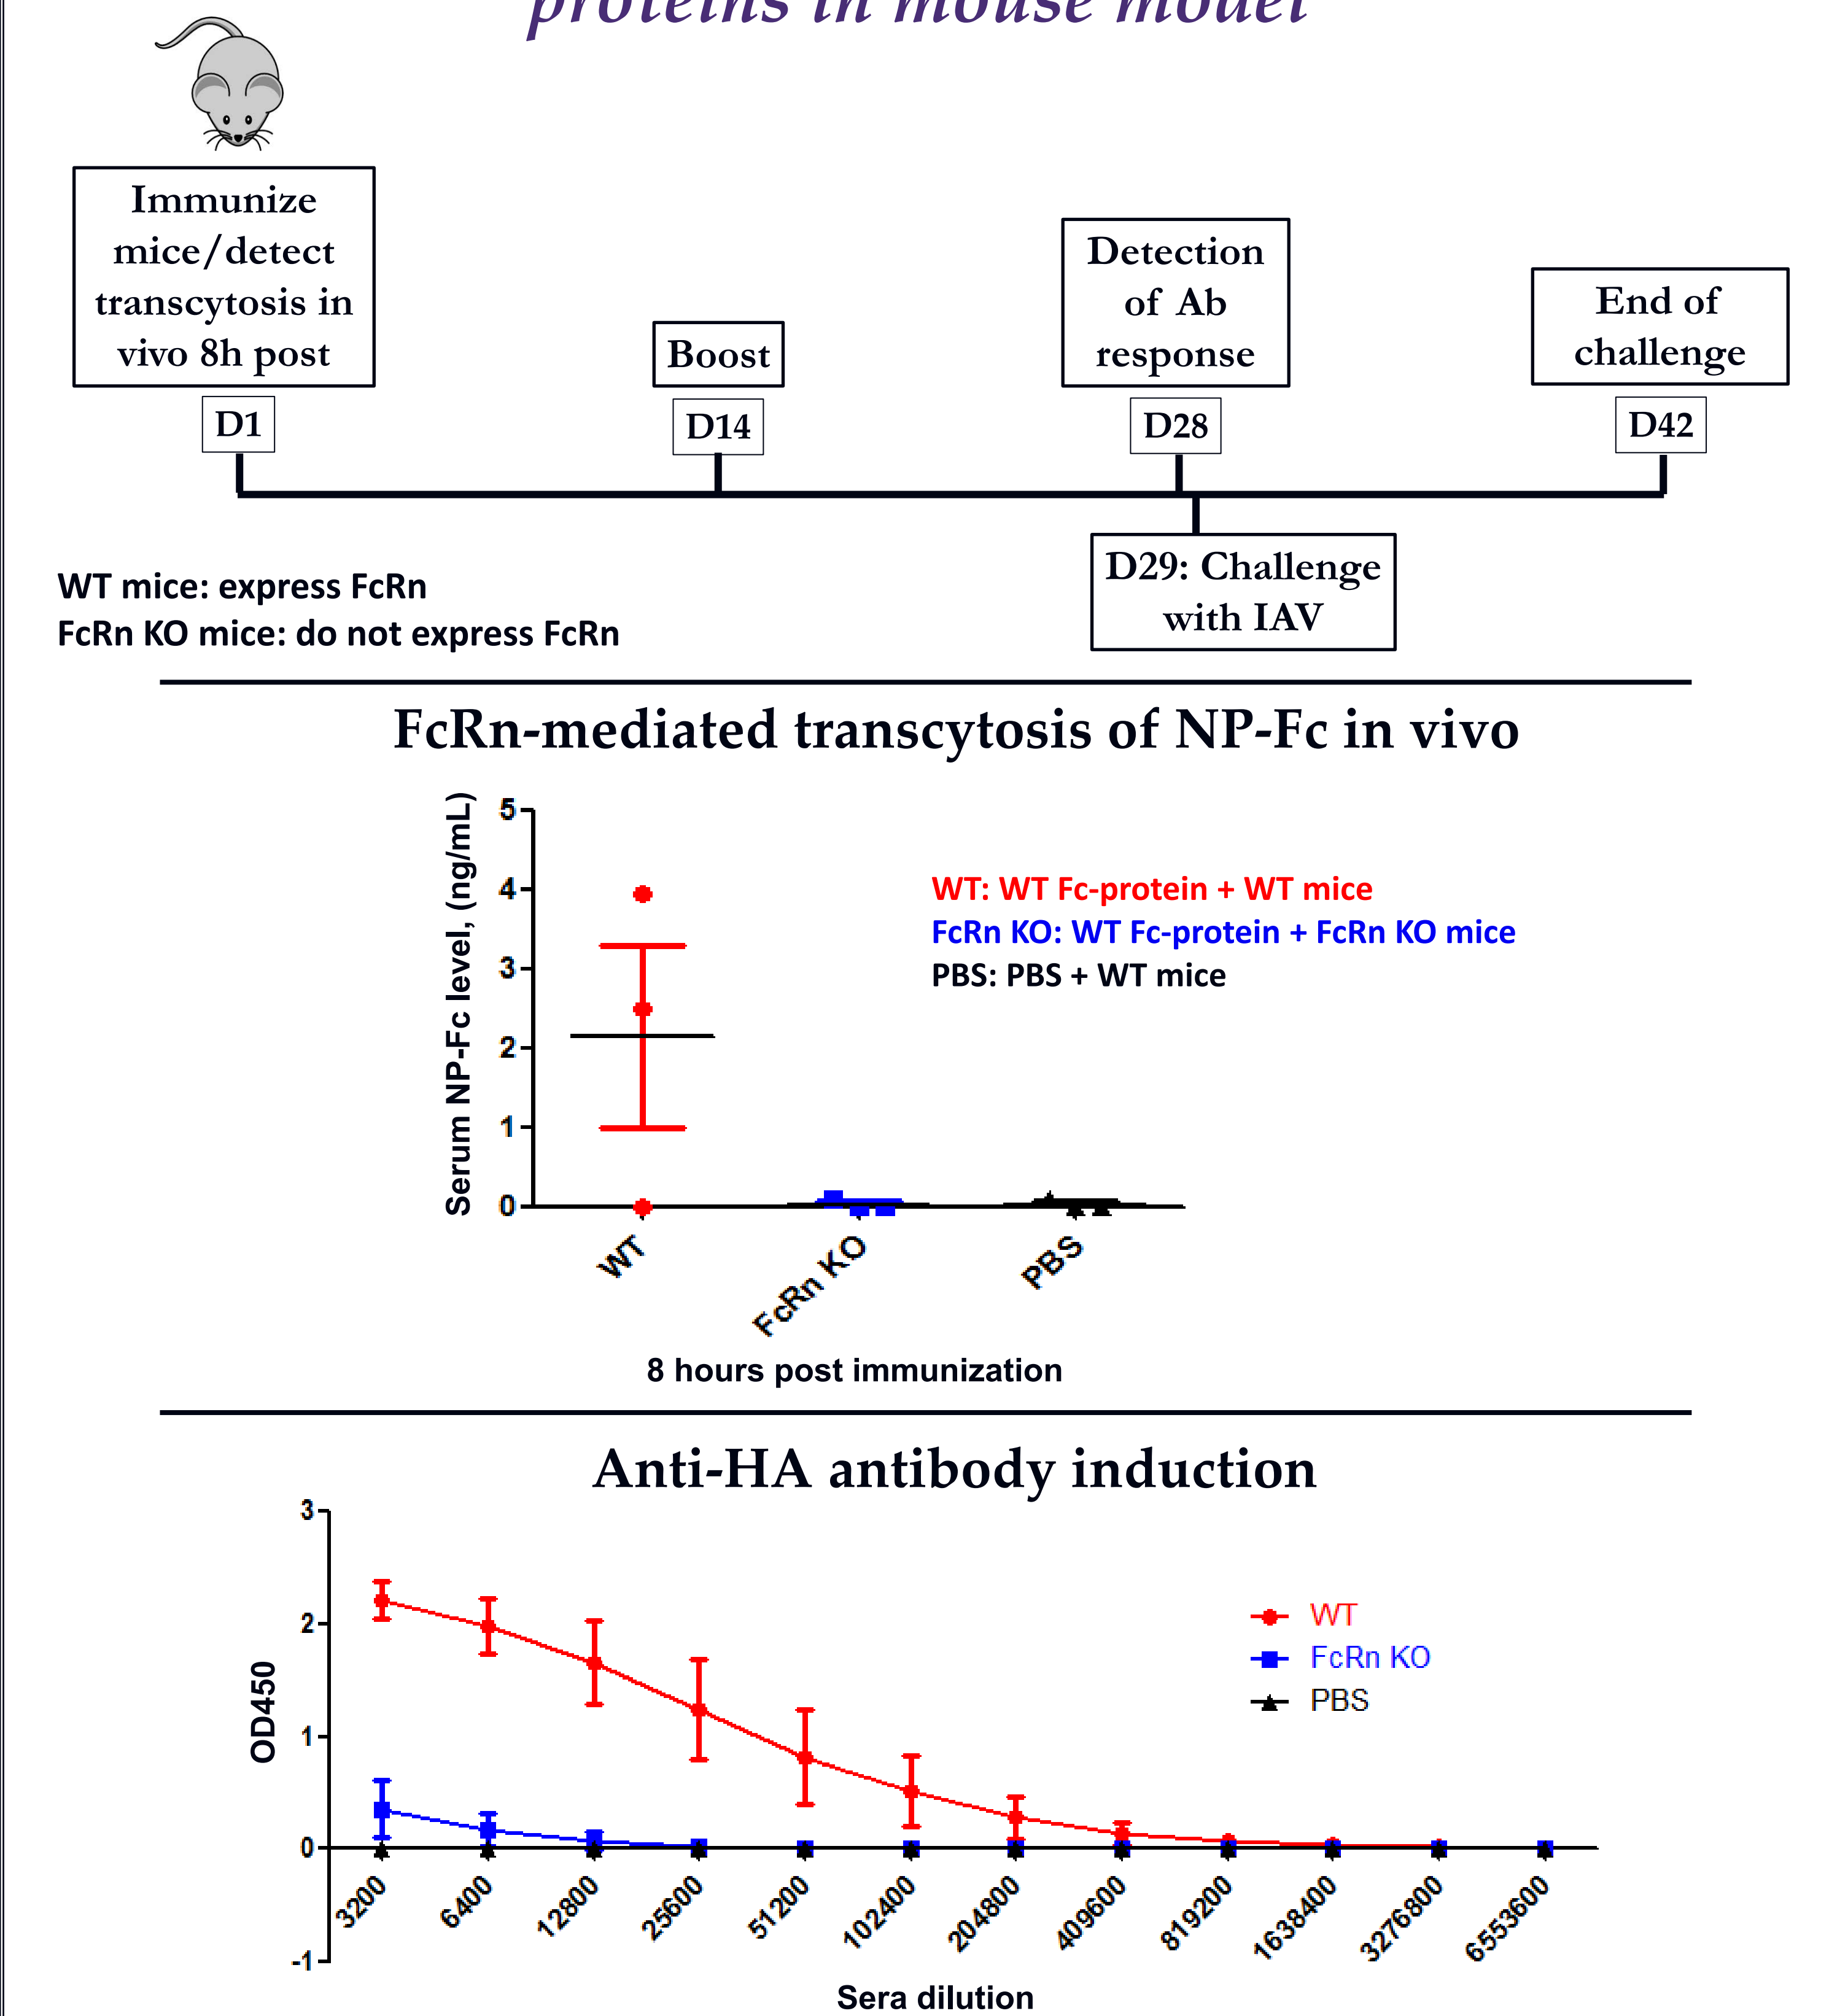 proteins in mouse model
Immunize
mice/detect
transcytosis in
vivo 8h post
Boost
Detection
of Ab
response
End of
challenge
D1
D14
D28
D42
D29: Challenge
with IAV
WT mice: express FcRn
FcRn KO mice: do not express FcRn
FcRn-mediated transcytosis of NP-Fc in vivo
Serum NP-Fc level, (ng/mL)
5
4
3
2
1
0
WT: WT Fc-protein + WT mice
FcRn KO: WT Fc-protein + FcRn KO mice
PBS: PBS + WT mice
WT
FcRn KO
PBS
8 hours post immunization
Anti-HA antibody induction
OD450
3
2
1
0
-1
WT
FcRn KO
PBS
3200
6400
12800
25600
51200
102400
204800
409600
819200
1638400
3276800
6553600
Sera dilution